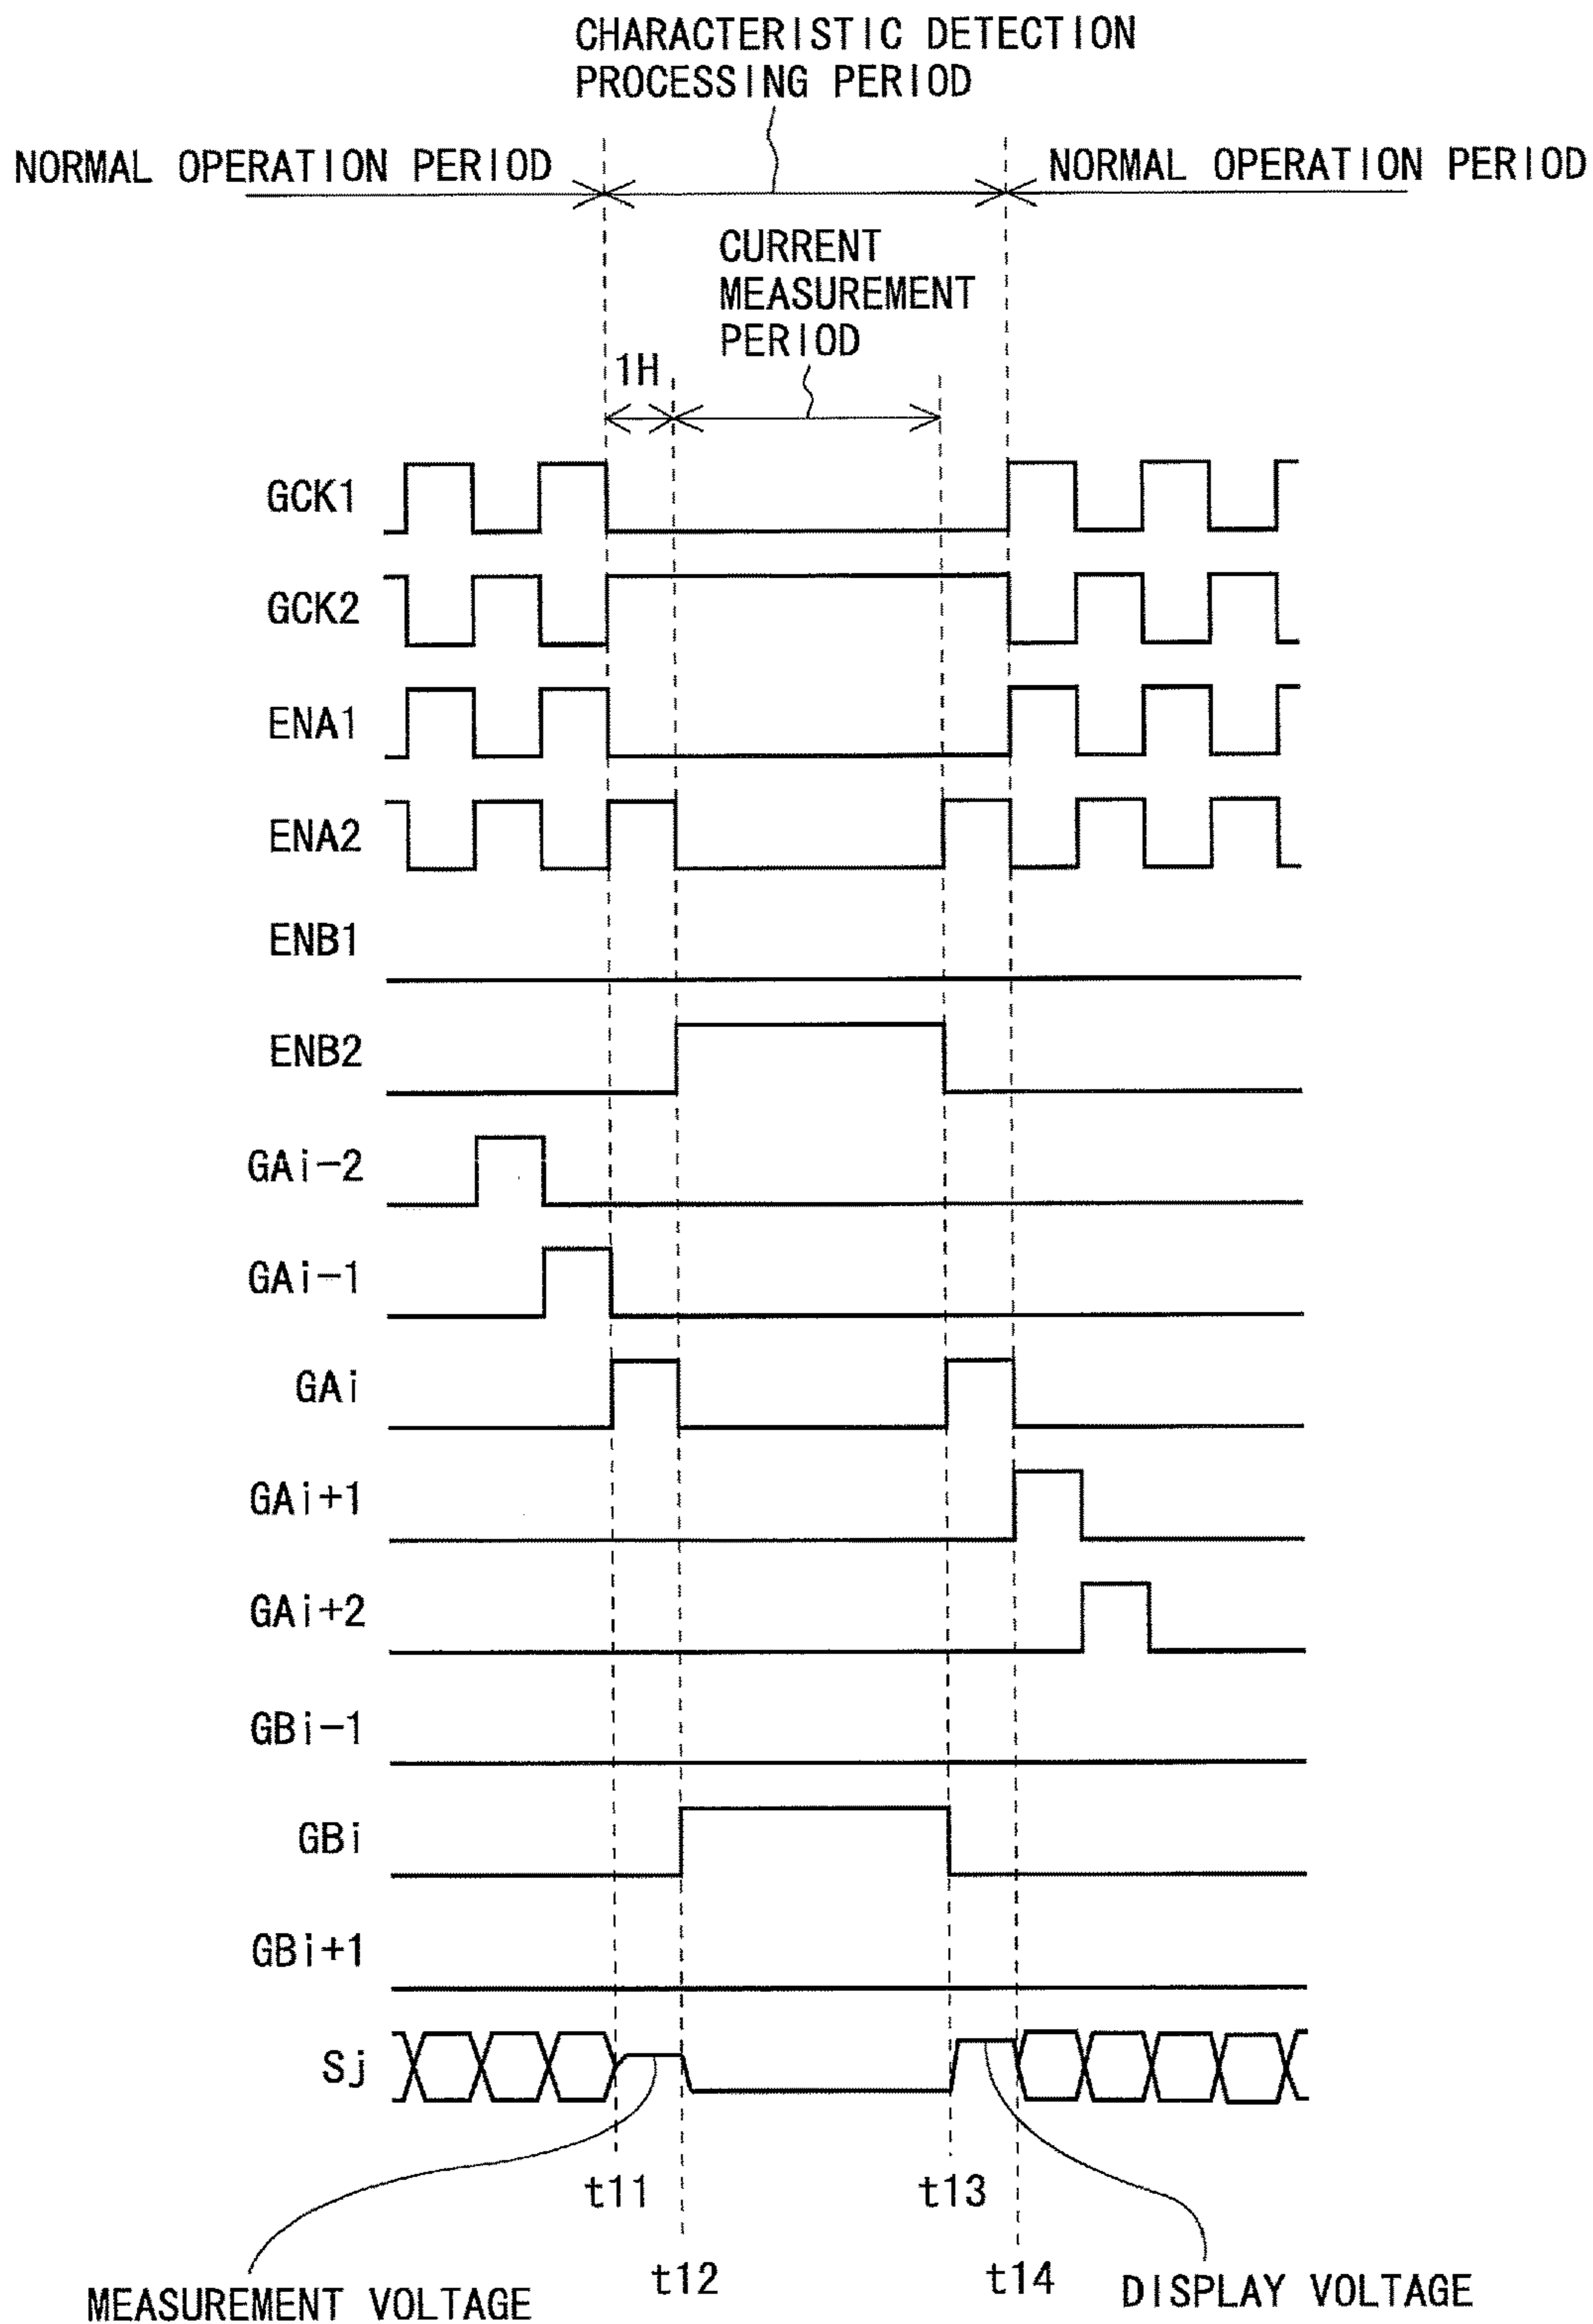 CHARACTERISTIC DETECTION
PROCESSING PERIOD
NORMAL OPERATION PERIOD
NORMAL OPERATION PERIOD
CURRENT
MEASUREMENT
PERIOD
1H
GCK1
GCK2
ENA1
ENA2
ENB1
ENB2
GAi-2
GAi-1
GAi
GAi+1
GAi+2
GBi-1
GBi
GBi+1
Sj
t11
t13
t12
t14
MEASUREMENT VOLTAGE
DISPLAY VOLTAGE